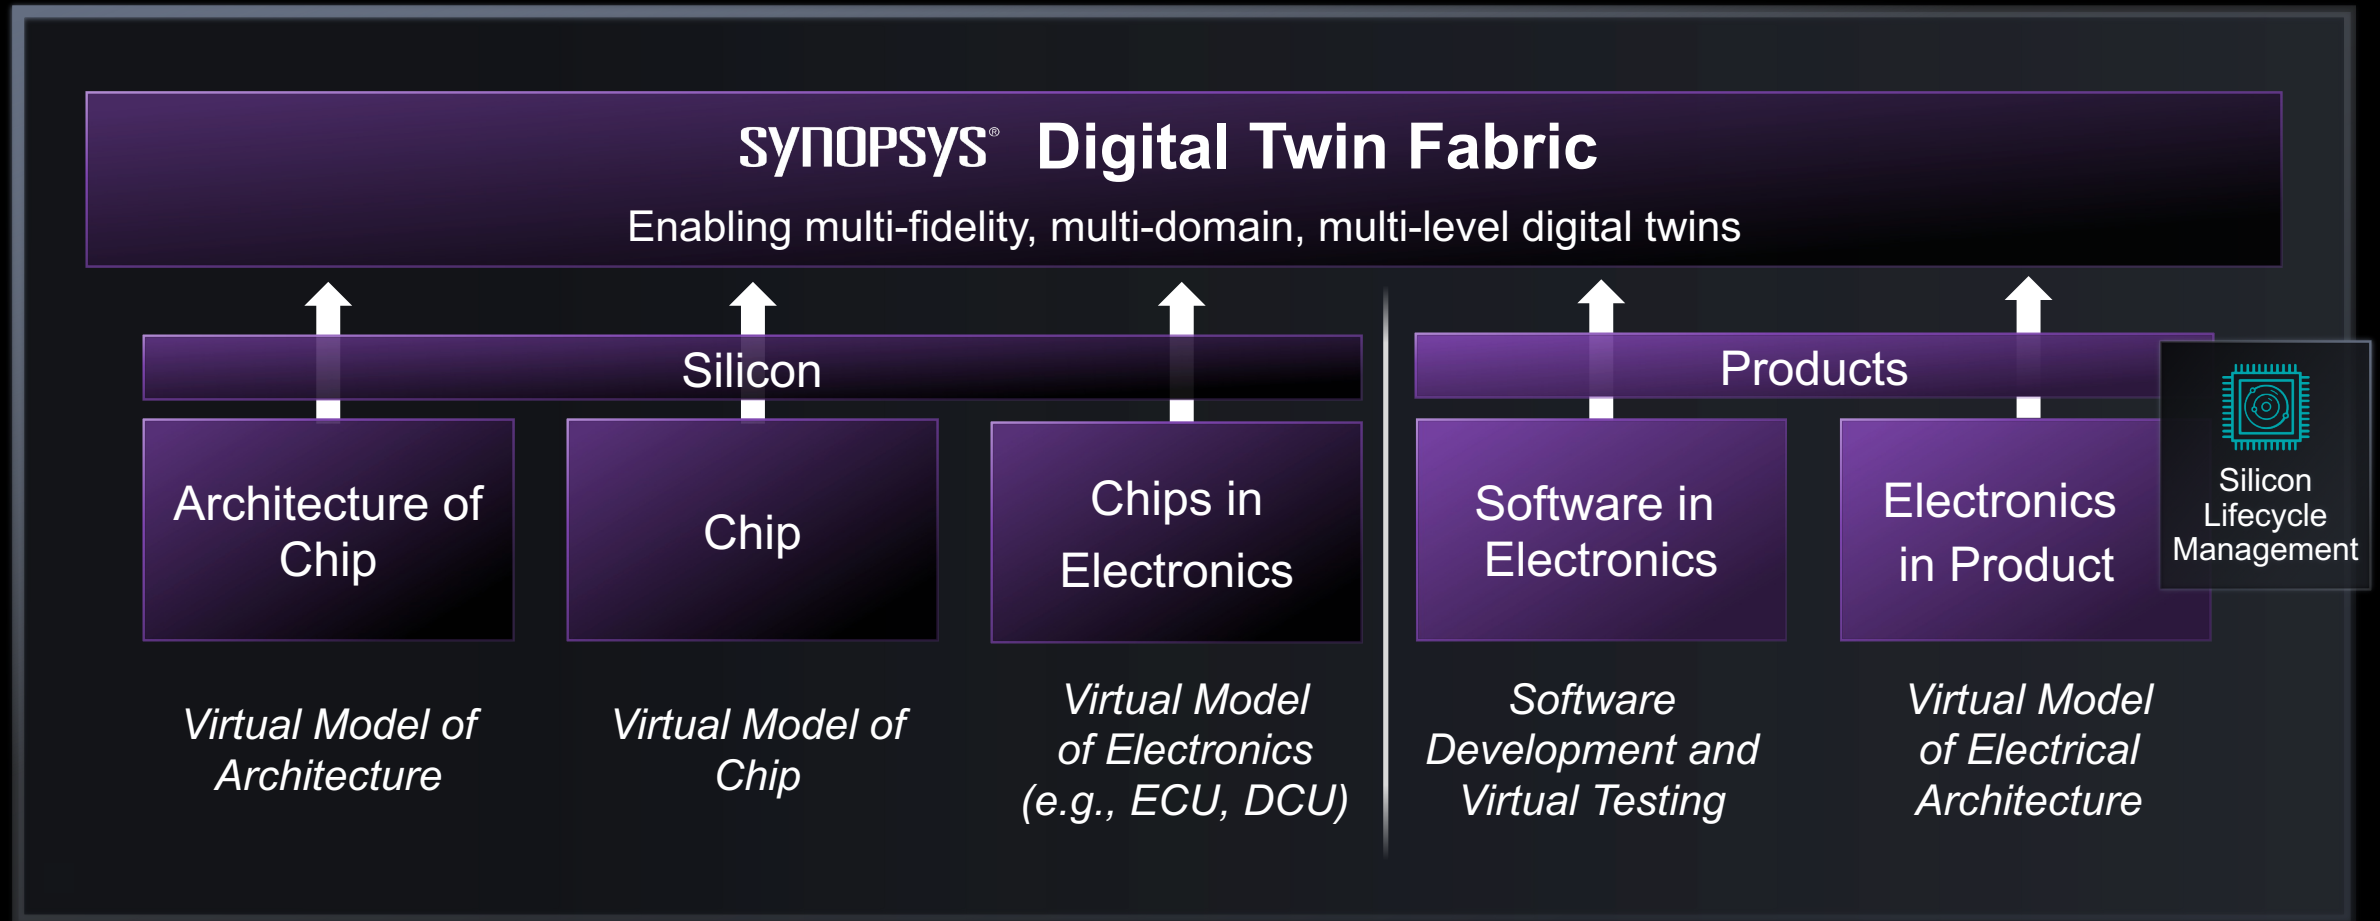 SYNOPSYS® Digital Twin Fabric
Enabling multi-fidelity, multi-domain, multi-level digital twins
Silicon
Products
Architecture of
Chip
Chip
Chips in
Electronics
Software in
Electronics
Electronics
in Product
Silicon
Lifecycle
Management
Virtual Model of
Architecture
Virtual Model of
Chip
Virtual Model
of Electronics
(e.g., ECU, DCU)
Software
Development and
Virtual Testing
Virtual Model
of Electrical
Architecture